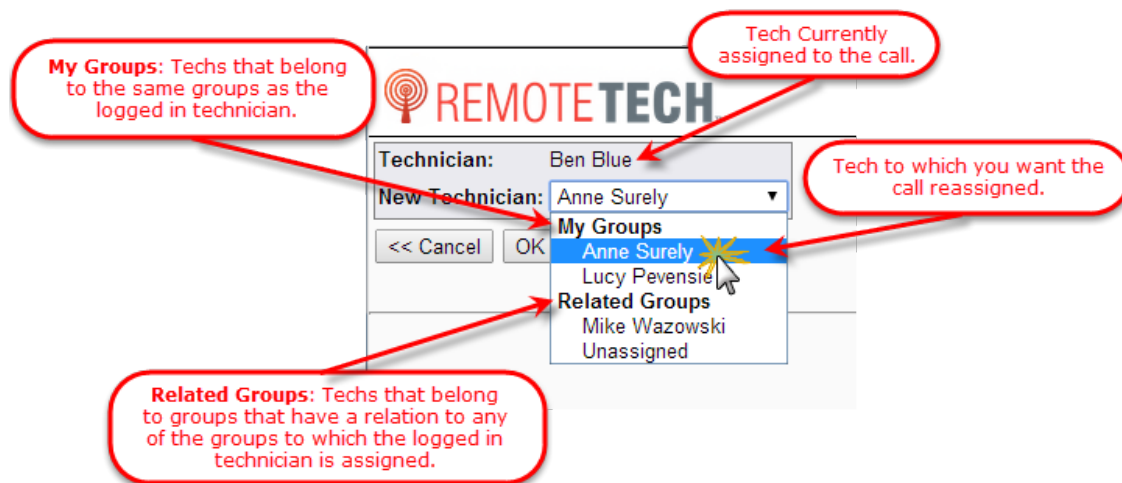 My Groups: Techs that belong
to the same groups as the
logged in technician.
Tech Currently
assigned to the call.
REMOTETECH
Technician: Ben Blue
New Technician: Anne Surely
Tech to which you want the
call reassigned.
My Groups
<< Cancel OK
Anne Surely
Lucy Pevensie
Related Groups
Mike Wazowski
Unassigned
Related Groups: Techs that belong
to groups that have a relation to any
of the groups to which the logged in
technician is assigned.